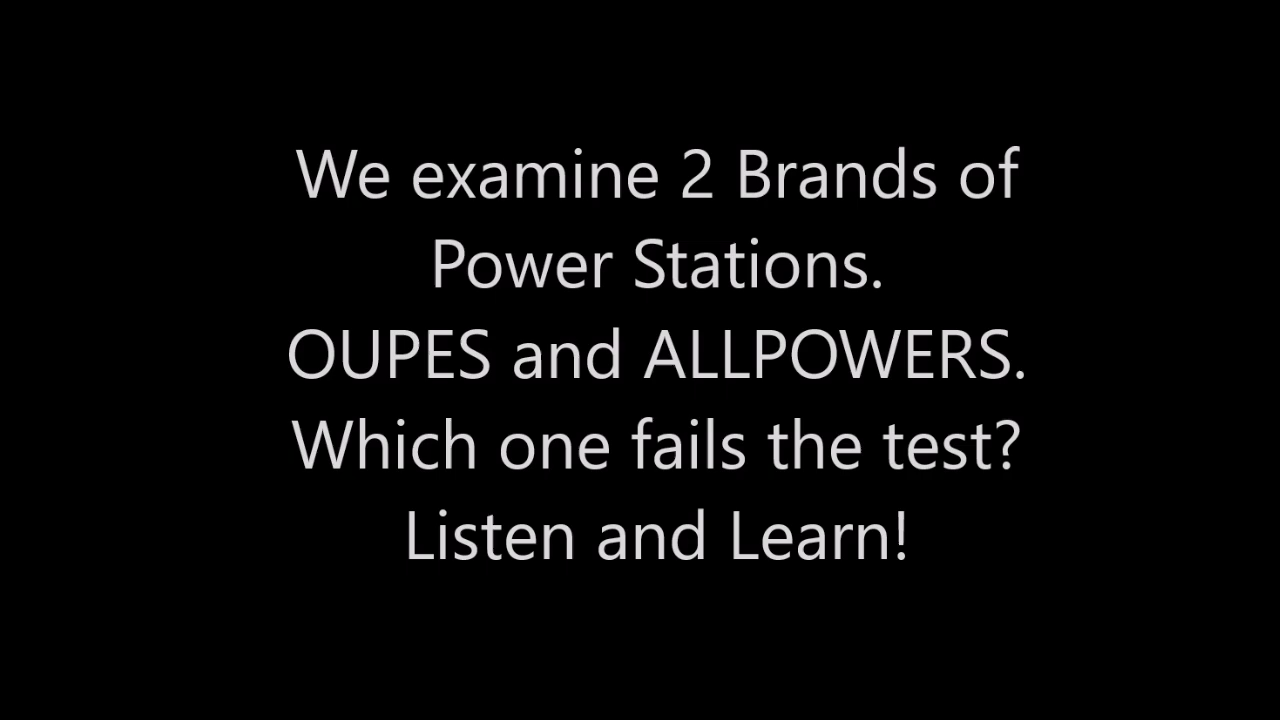 We examine 2 Brands of
Power Stations.
OUPES and ALLPOWERS.
Which one fails the test?
Listen and Learn!